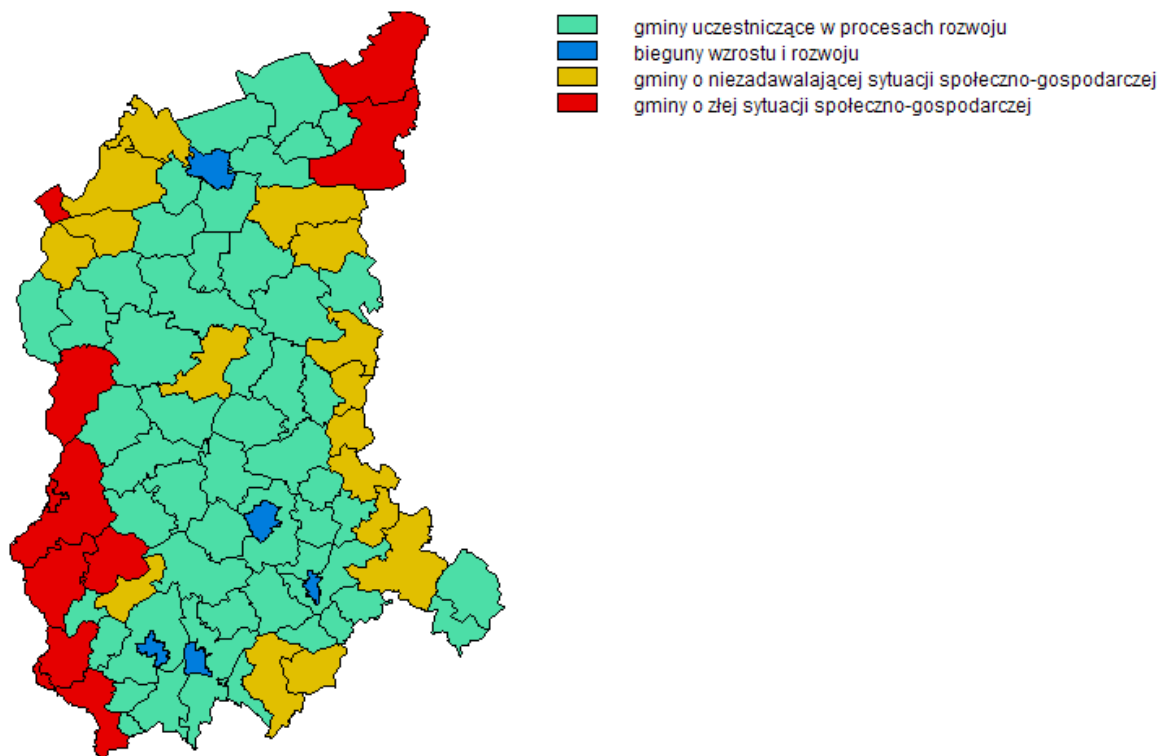 gminy uczestniczące w procesach rozwoju
bieguny wzrostu i rozwoju
gminy o niezadawalającej sytuacji społeczno-gospodarczej
gminy o złej sytuacji społeczno-gospodarczej